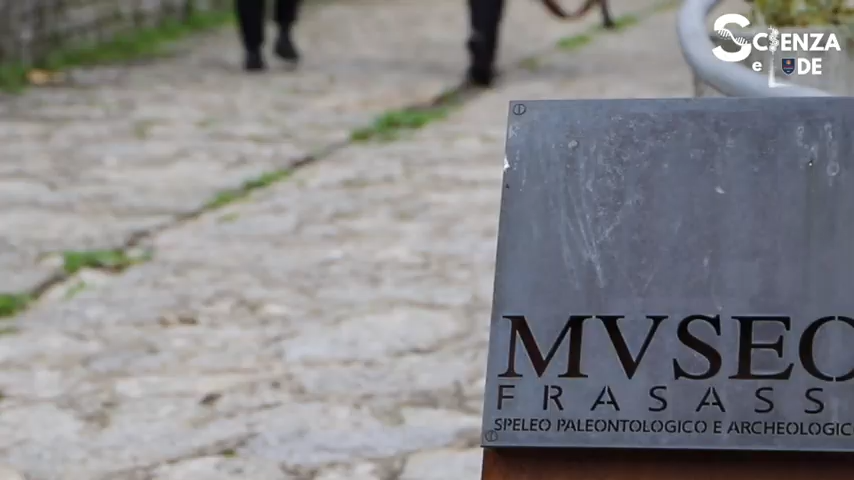 SCIENZA
e DE
MVSEO
FRASASS
SPELEO PALEONTOLOGICO E ARCHEOLOGIC